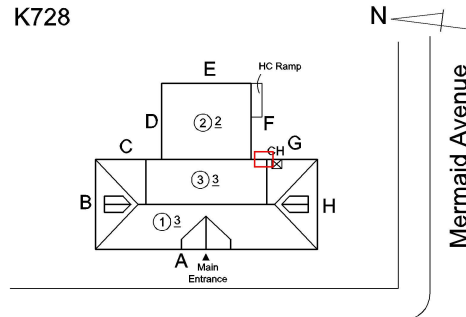 K728
N
E
HC Ramp
D
② 2
F
C
CH
G
③ 3
B
H
① 3
A
Main
Entrance
Mermaid Avenue